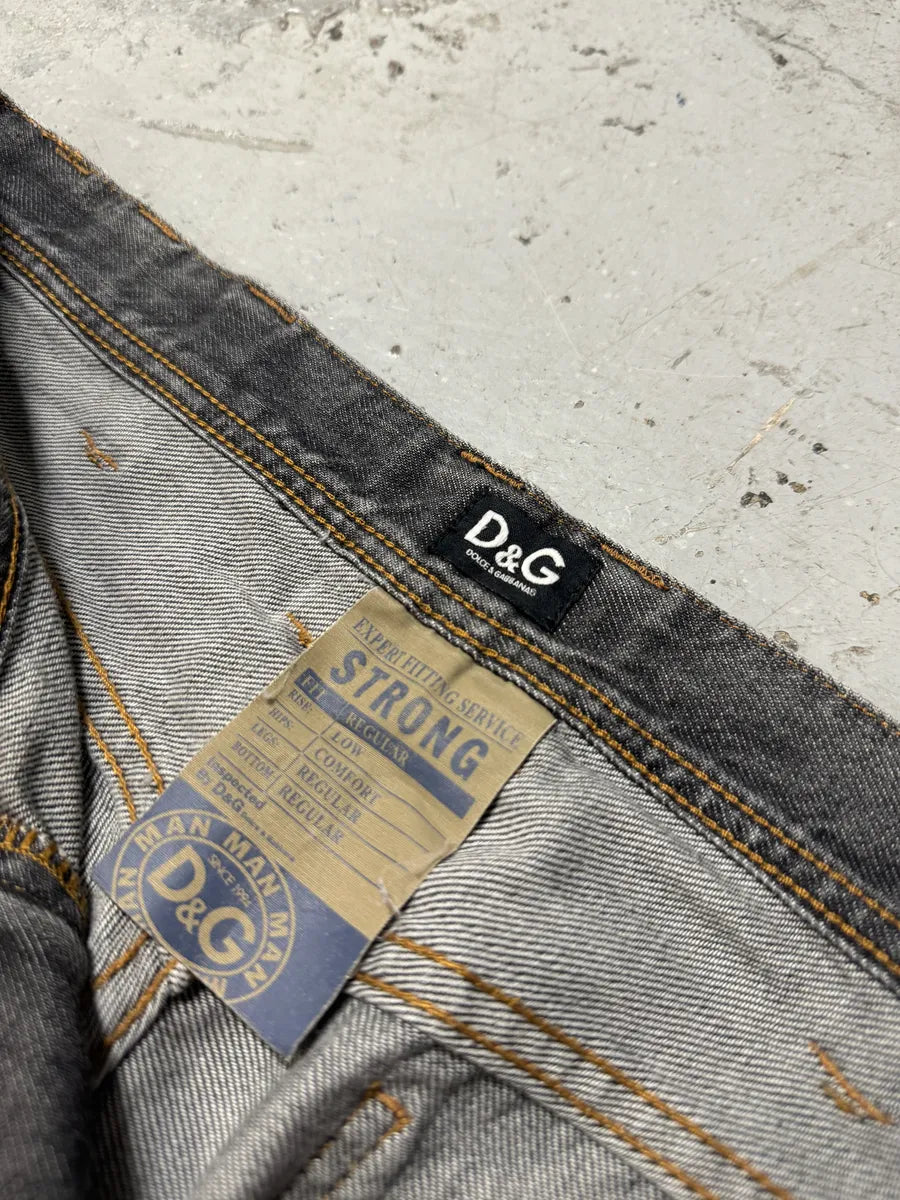 D&G
DOLCE & GABBANA®
EXPERT FITTING SERVICE
STRONG
FIT: REGULAR
RISE: LOW
HIPS: COMFORT
LEGS: REGULAR
BOTTOM: REGULAR
Inspected
By D&G
MAN MAN MAN
SINCE 1994
D&G